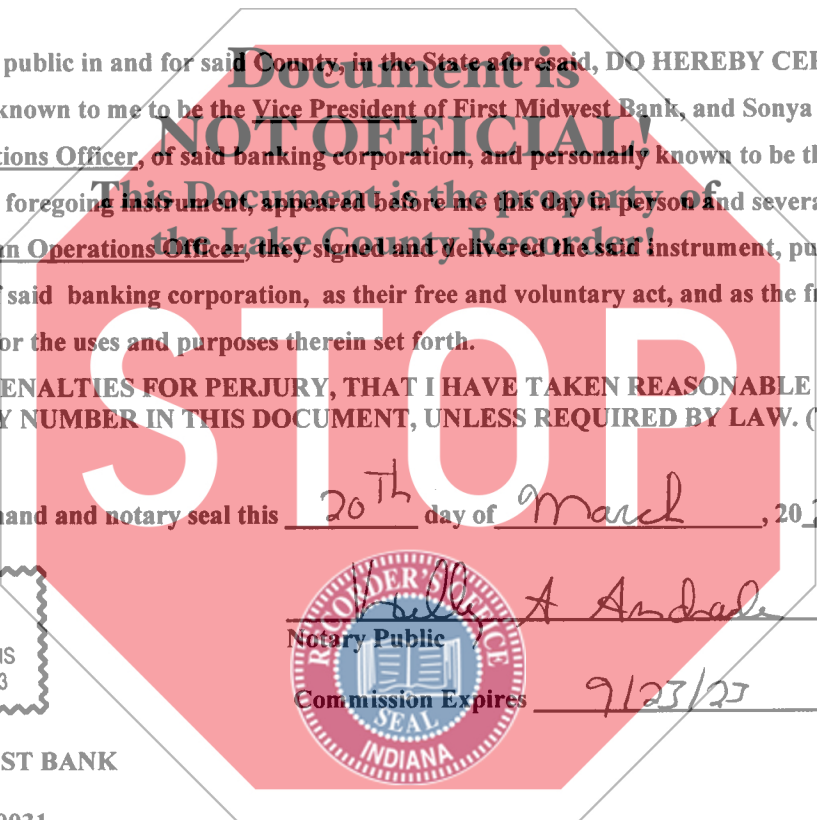 public in and for said County, in the State aforesaid, DO HEREBY CER
Document is
known to me to be the Vice President of First Midwest Bank, and Sonya
NOT OFFICIAL!
tions Officer, of said banking corporation, and personally known to be th
This Document is the property of
foregoing instrument, appeared before me this day in person and severa
the Lake County Recorder!
an Operations Officer, they signed and delivered the said instrument, pu
f said banking corporation, as their free and voluntary act, and as the fr
or the uses and purposes therein set forth.
STOP
ENALTIES FOR PERJURY, THAT I HAVE TAKEN REASONABLE
Y NUMBER IN THIS DOCUMENT, UNLESS REQUIRED BY LAW. (
hand and notary seal this 20Th day of March, 20
Kelly A Andrade
Notary Public
RECORDER'S OFFICE
SEAL
INDIANA
NS
3
Commission Expires 9/23/23
ST BANK